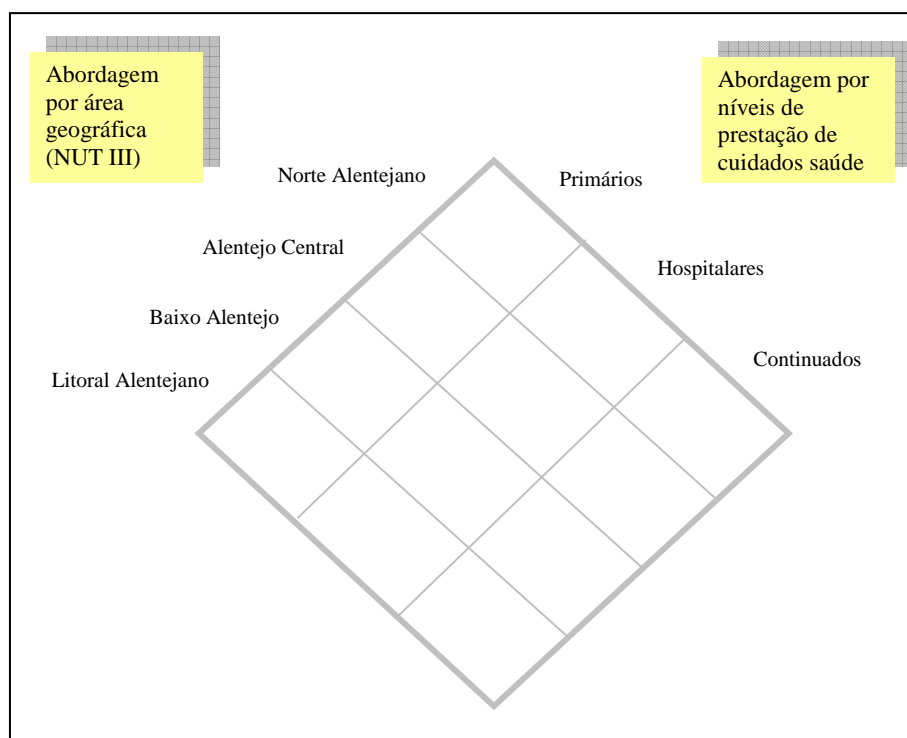 Abordagem
por área
geográfica
(NUT III)
Abordagem por
níveis de
prestação de
cuidados saúde
Norte Alentejano
Primários
Alentejo Central
Hospitalares
Baixo Alentejo
Continuados
Litoral Alentejano